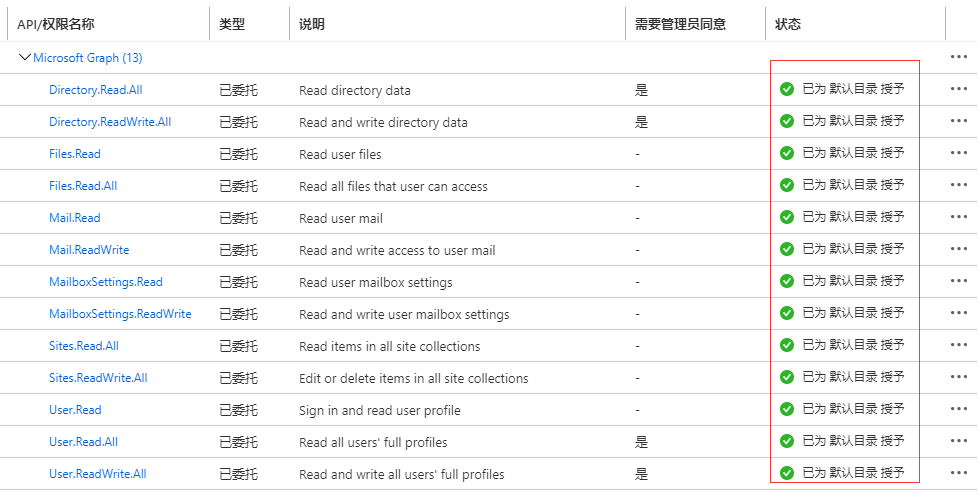 API/权限名称 类型 说明 需要管理员同意 状态
Microsoft Graph (13)
Directory.Read.All 已委托 Read directory data 是 已为 默认目录 授予
Directory.ReadWrite.All 已委托 Read and write directory data 是 已为 默认目录 授予
Files.Read 已委托 Read user files - 已为 默认目录 授予
Files.Read.All 已委托 Read all files that user can access - 已为 默认目录 授予
Mail.Read 已委托 Read user mail - 已为 默认目录 授予
Mail.ReadWrite 已委托 Read and write access to user mail - 已为 默认目录 授予
MailboxSettings.Read 已委托 Read user mailbox settings - 已为 默认目录 授予
MailboxSettings.ReadWrite 已委托 Read and write user mailbox settings - 已为 默认目录 授予
Sites.Read.All 已委托 Read items in all site collections - 已为 默认目录 授予
Sites.ReadWrite.All 已委托 Edit or delete items in all site collections - 已为 默认目录 授予
User.Read 已委托 Sign in and read user profile - 已为 默认目录 授予
User.Read.All 已委托 Read all users' full profiles 是 已为 默认目录 授予
User.ReadWrite.All 已委托 Read and write all users' full profiles 是 已为 默认目录 授予